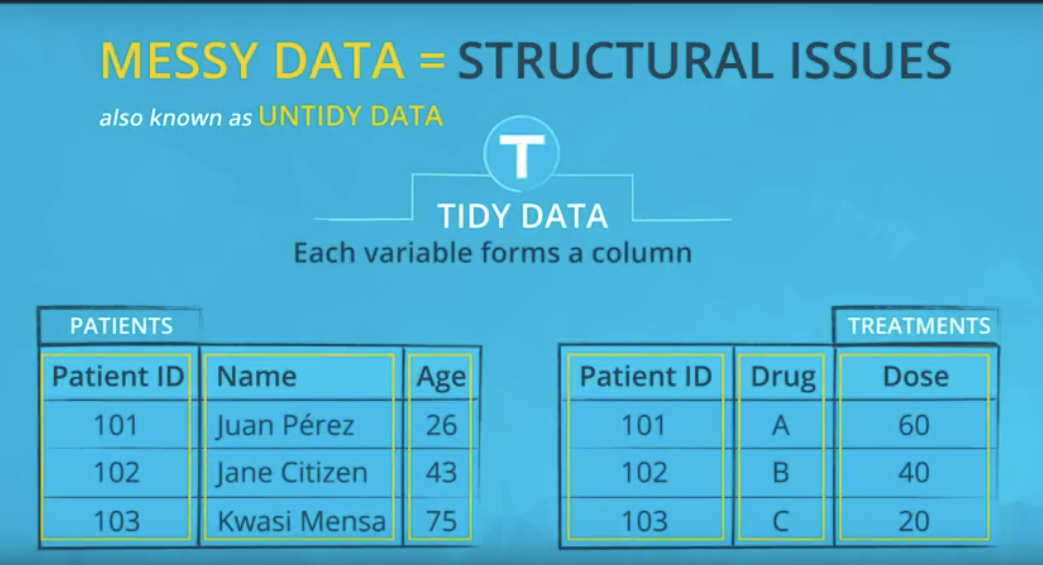 MESSY DATA = STRUCTURAL ISSUES
also known as UNTIDY DATA
T
TIDY DATA
Each variable forms a column
PATIENTS
Patient ID Name Age
101 Juan Pérez 26
102 Jane Citizen 43
103 Kwasi Mensa 75
TREATMENTS
Patient ID Drug Dose
101 A 60
102 B 40
103 C 20